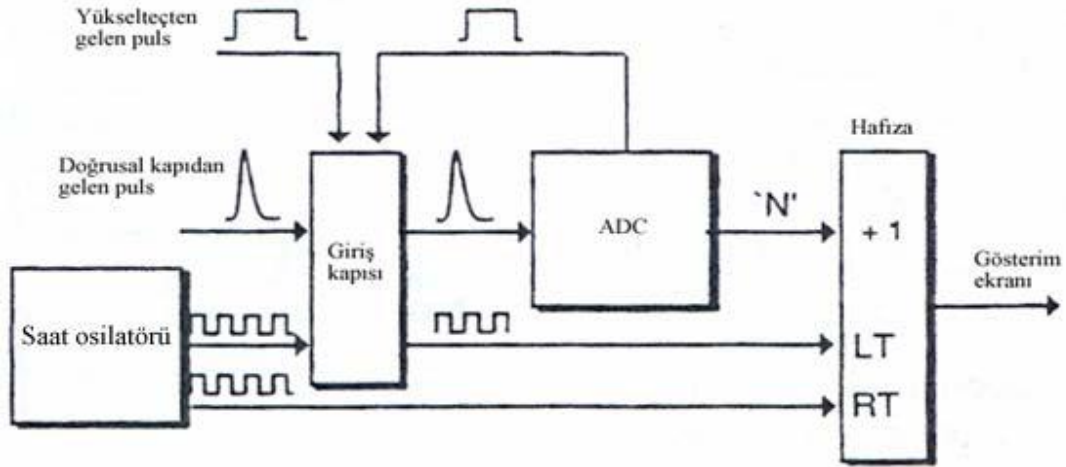 Yükselteçten
gelen puls
Hafıza
Doğrusal kapıdan
gelen puls
Giriş
kapısı
ADC
`N'
+ 1
Gösterim
ekranı
Saat osilatörü
LT
RT